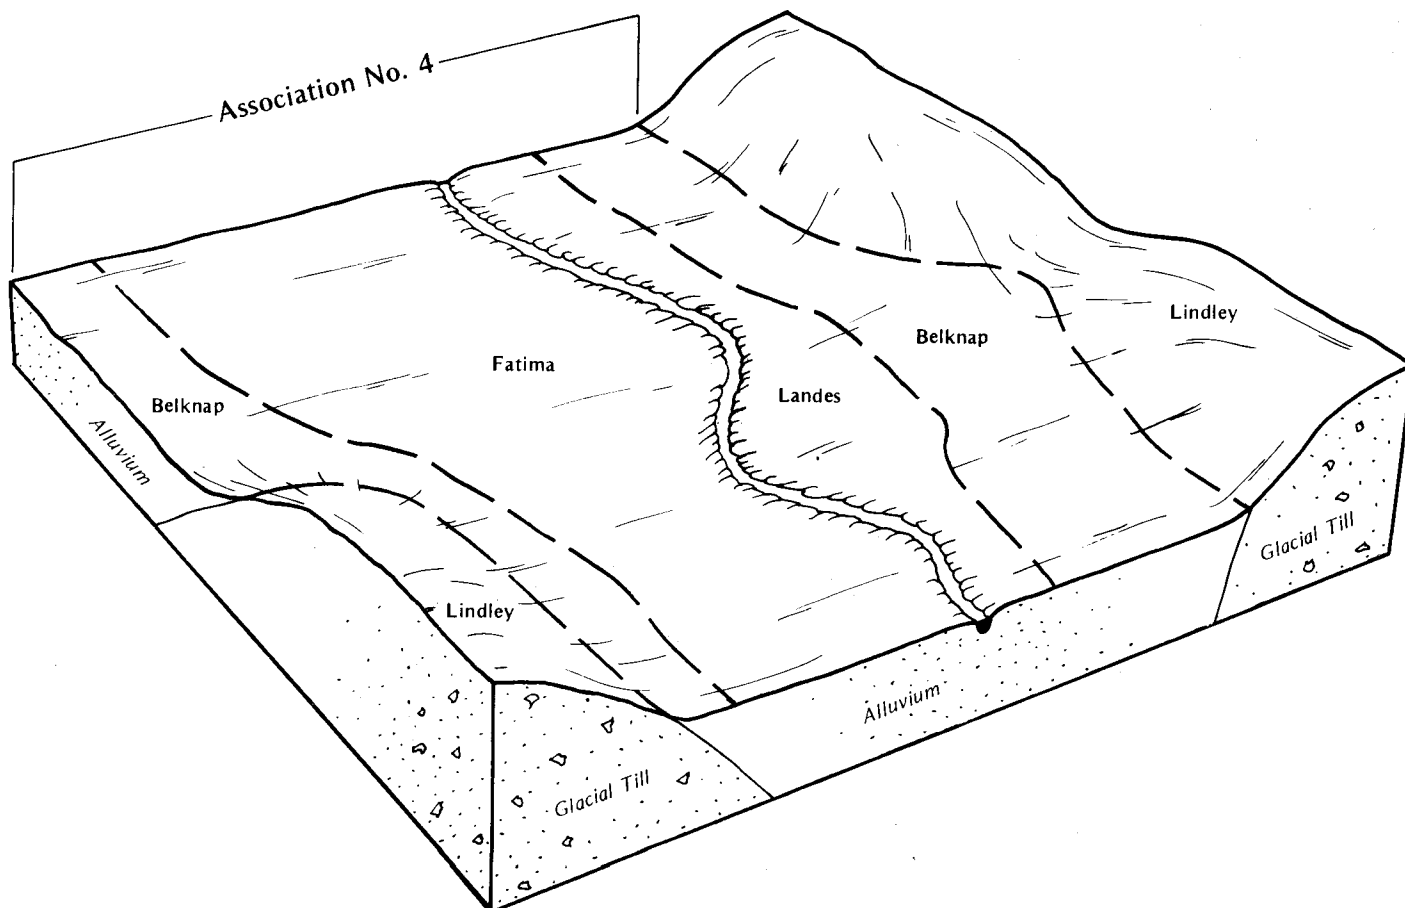 Association No. 4
Lindley
Belknap
Fatima
Landes
Belknap
Alluvium
Glacial Till
Lindley
Alluvium
Glacial Till